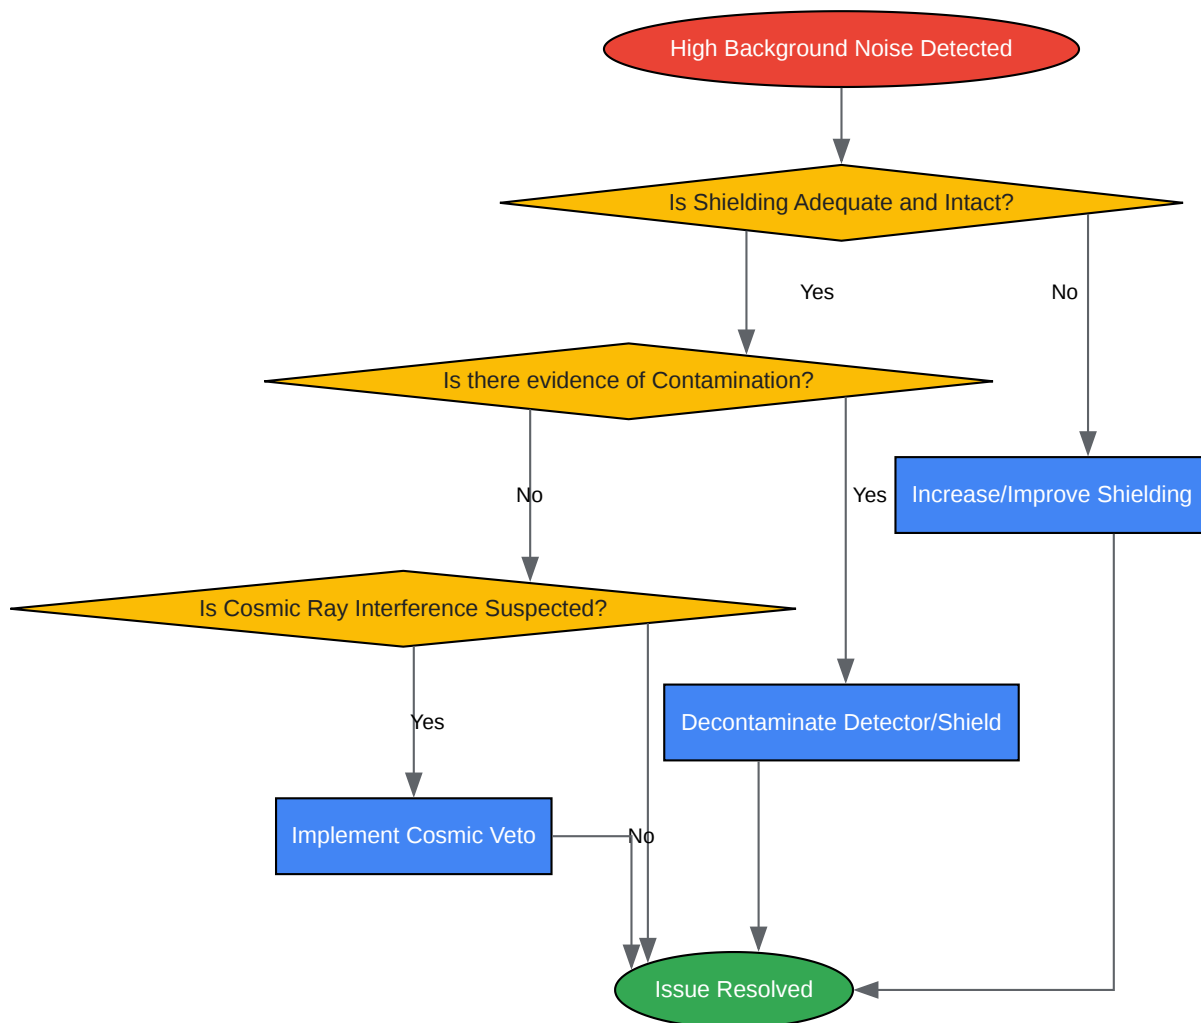 High Background Noise Detected
Is Shielding Adequate and Intact?
Yes
No
Is there evidence of Contamination?
No
Yes
Increase/Improve Shielding
Is Cosmic Ray Interference Suspected?
Yes
Decontaminate Detector/Shield
Implement Cosmic Veto
No
Issue Resolved